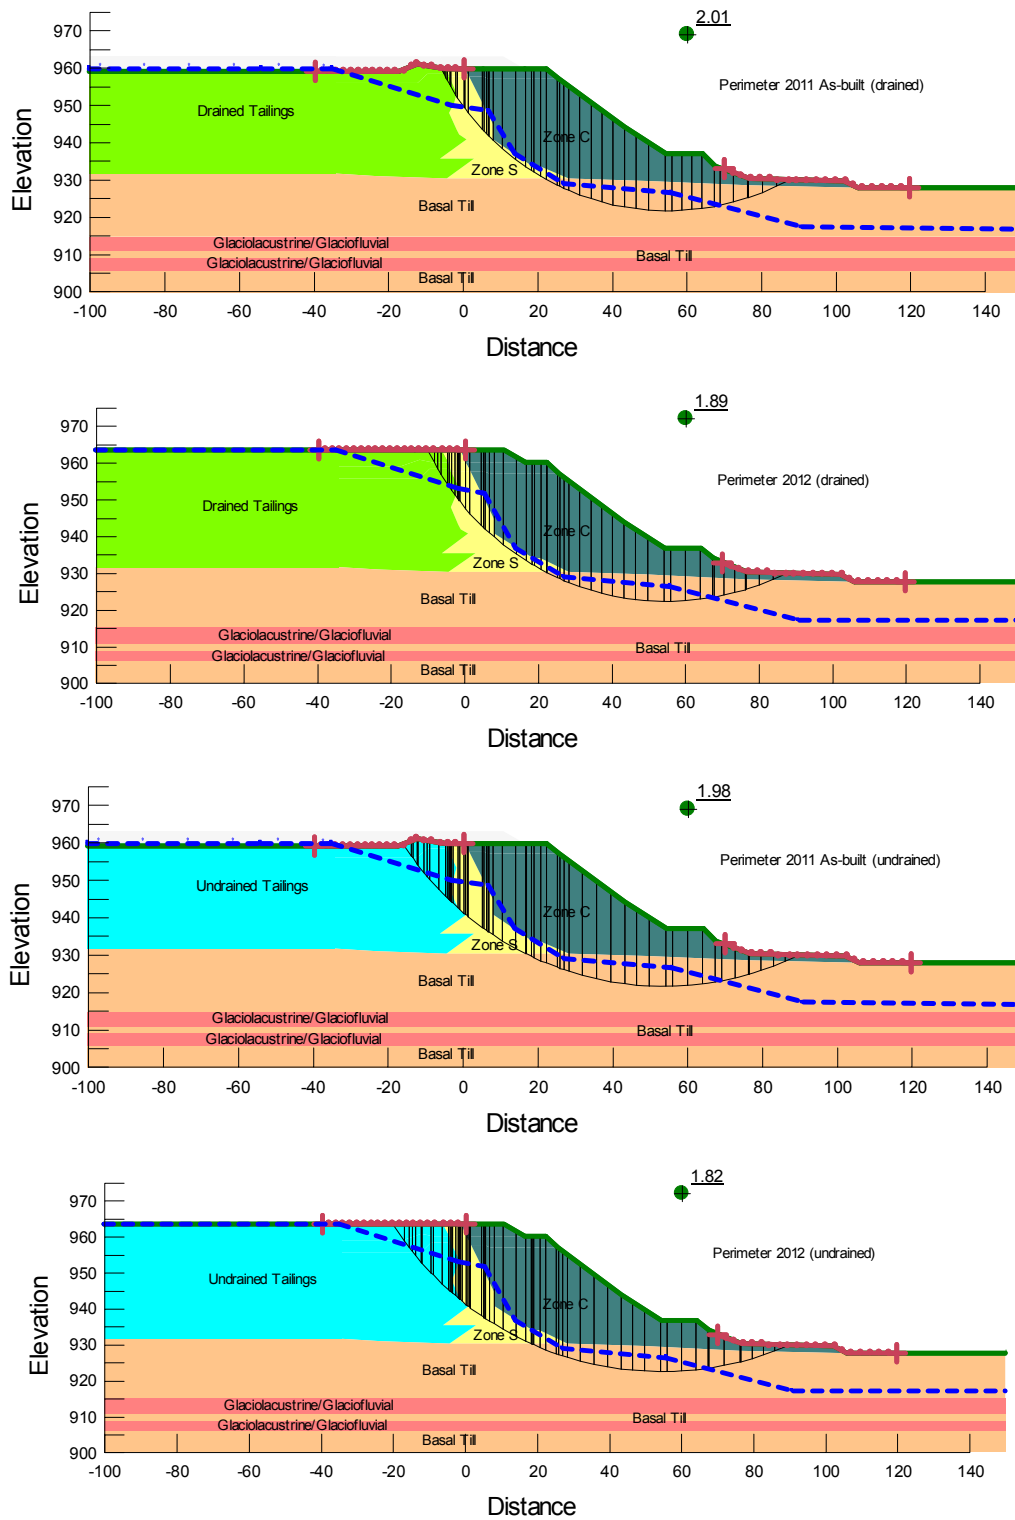 2.01
970
960
950
940
930
920
910
900
Elevation
Perimeter 2011 As-built (drained)
Drained Tailings
Zone C
Zone S
Basal Till
Glaciolacustrine/Glaciofluvial
Basal Till
Glaciolacustrine/Glaciofluvial
Basal Till
-100 -80 -60 -40 -20 0 20 40 60 80 100 120 140
Distance
1.89
970
960
950
940
930
920
910
900
Elevation
Perimeter 2012 (drained)
Drained Tailings
Zone C
Zone S
Basal Till
Glaciolacustrine/Glaciofluvial
Basal Till
Glaciolacustrine/Glaciofluvial
Basal Till
-100 -80 -60 -40 -20 0 20 40 60 80 100 120 140
Distance
1.98
970
960
950
940
930
920
910
900
Elevation
Perimeter 2011 As-built (undrained)
Undrained Tailings
Zone C
Zone S
Basal Till
Glaciolacustrine/Glaciofluvial
Basal Till
Glaciolacustrine/Glaciofluvial
Basal Till
-100 -80 -60 -40 -20 0 20 40 60 80 100 120 140
Distance
1.82
970
960
950
940
930
920
910
900
Elevation
Perimeter 2012 (undrained)
Undrained Tailings
Zone C
Zone S
Basal Till
Glaciolacustrine/Glaciofluvial
Basal Till
Glaciolacustrine/Glaciofluvial
Basal Till
-100 -80 -60 -40 -20 0 20 40 60 80 100 120 140
Distance